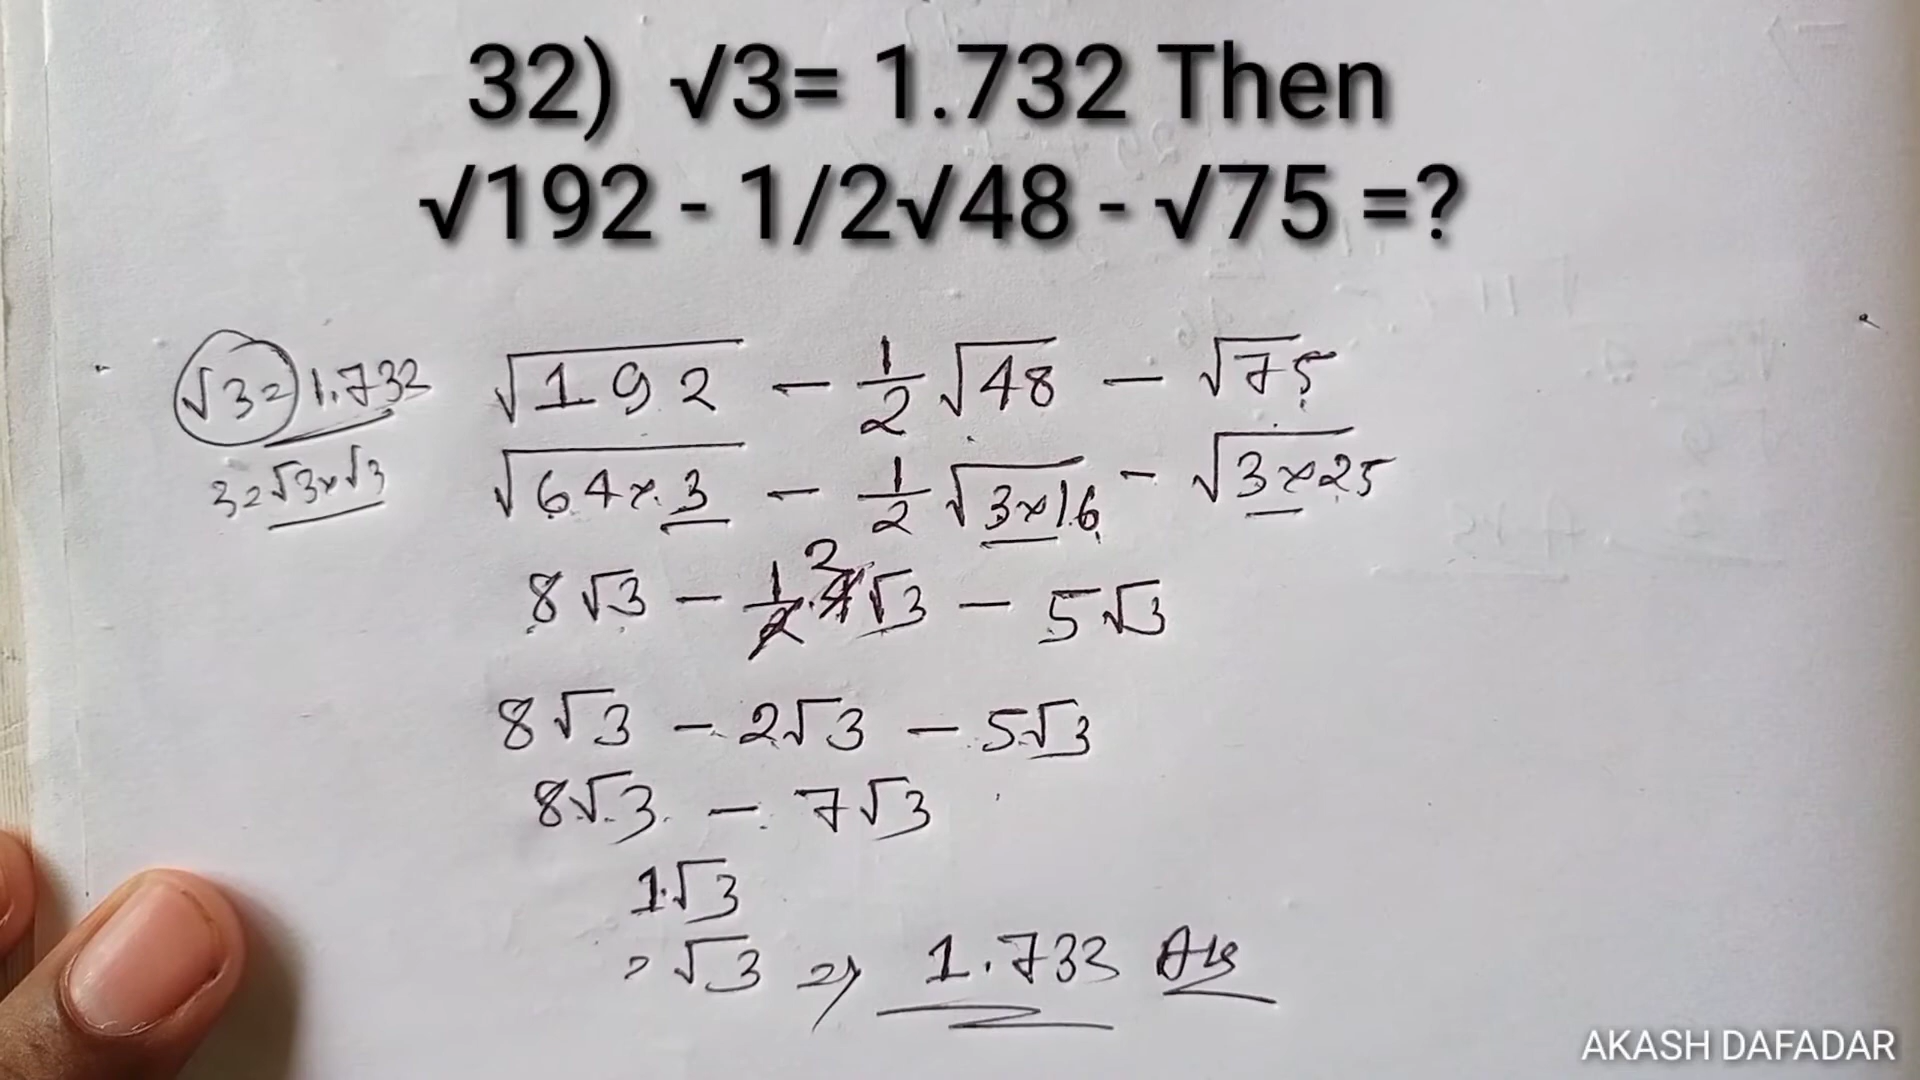 32) √3= 1.732 Then
√192 - 1/2√48 - √75 =?
√3= 1.732
3=√3×√3
√192 - 1/2 √48 - √75
√64×3 - 1/2 √3×16 - √3×25
8√3 - 1/2 . 4 2 √3 - 5√3
8√3 - 2√3 - 5√3
8√3 - 7√3
1√3
= √3 ⇒ 1.732 Ans
AKASH DAFADAR